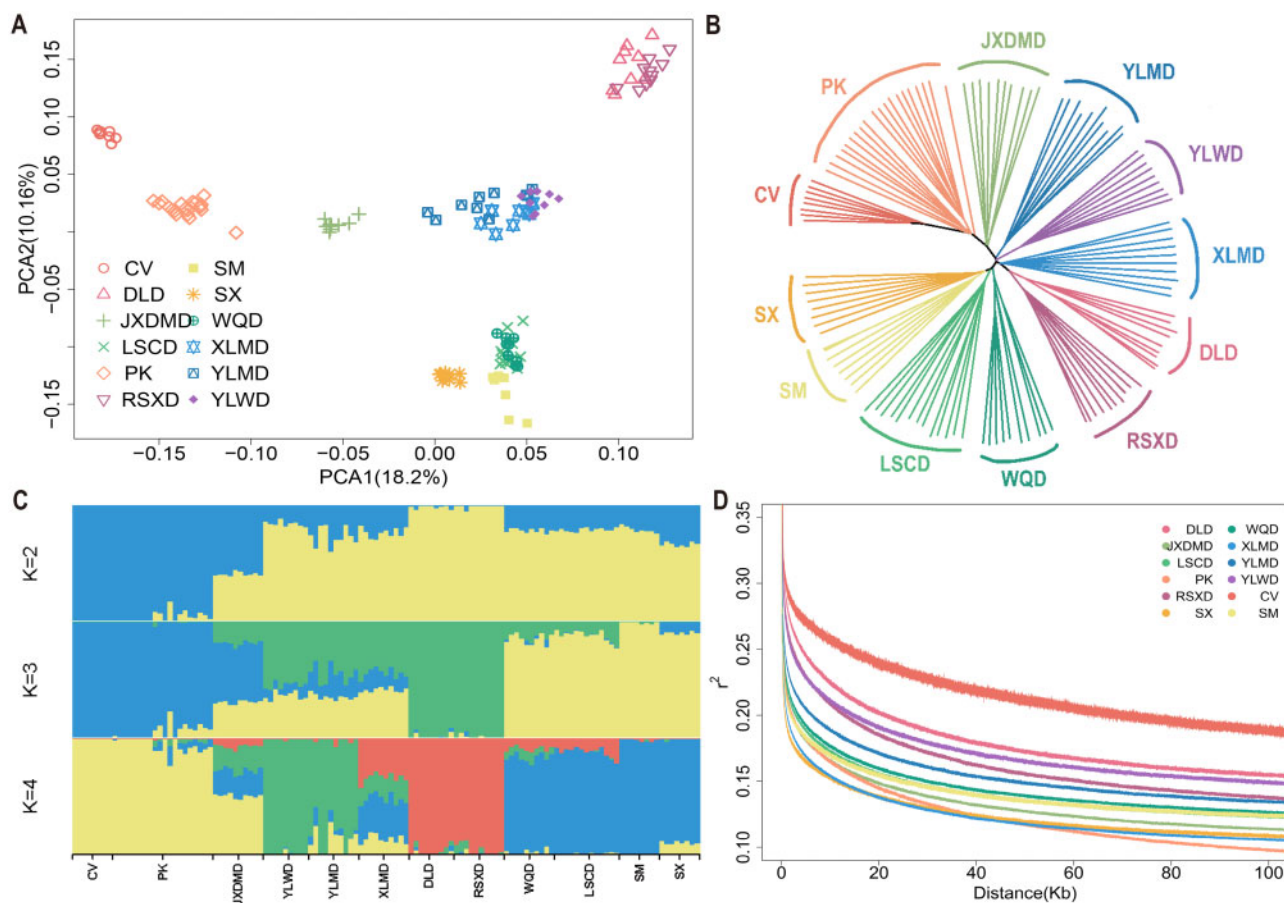 A
PCA2(10.16%)
0.15
0.10
0.05
−0.05
−0.15
CV
SM
DLD
SX
JXDMD
WQD
LSCD
XLMD
PK
YLMD
RSXD
YLWD
−0.15
−0.10
−0.05
0.00
0.05
0.10
PCA1(18.2%)
B
JXDMD
PK
YLMD
YLWD
CV
XLMD
SX
DLD
SM
RSXD
LSCD
WQD
C
K=2
K=3
K=4
CV
PK
JXDMD
YLWD
YLMD
XLMD
DLD
RSXD
WQD
LSCD
SM
SX
D
r²
0.35
0.30
0.25
0.20
0.15
0.10
DLD
WQD
JXDMD
XLMD
LSCD
YLMD
PK
YLWD
RSXD
CV
SX
SM
0
20
40
60
80
100
Distance(Kb)